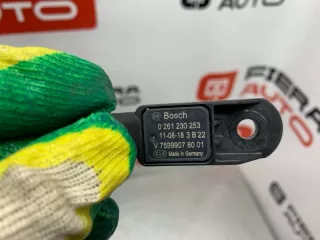 FIERA
AUTO
Bosch
0 261 230 253
11-08-18 3 B 22
V 7599907 80 01
Made in Germany
FIERA
AUTO